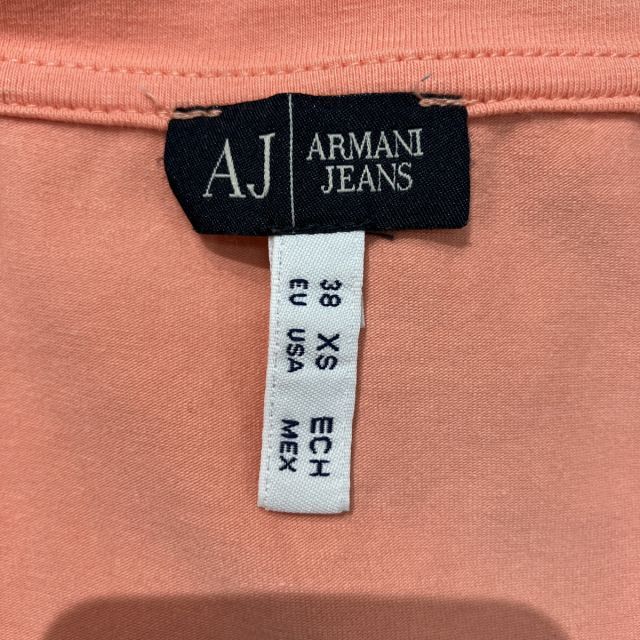 AJ
ARMANI
JEANS
38 XS ECH
EU USA MEX